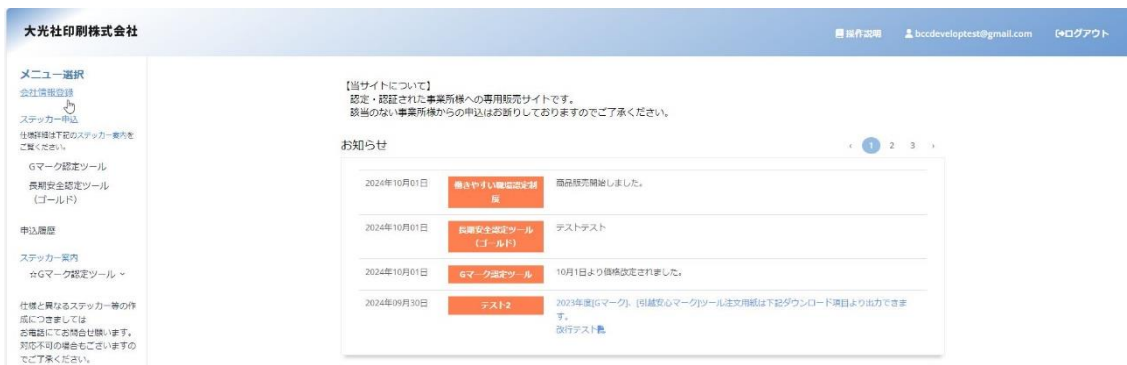 大光社印刷株式会社
操作説明 bccdeveloptest@gmail.com ログアウト
メニュー選択
会社情報登録
ステッカー申込
仕様詳細は下記のステッカー案内を
ご覧ください。
Gマーク認定ツール
長期安全認定ツール
(ゴールド)
申込履歴
ステッカー案内
☆Gマーク認定ツール
仕様と異なるステッカー等の作
成につきましては
お電話にてお問合せ願います。
対応不可の場合もございますの
でご了承ください。
【当サイトについて】
認定・認証された事業所様への専用販売サイトです。
該当のない事業所様からの申込はお断りしておりますのでご了承ください。
お知らせ
‹ 1 2 3 ›
2024年10月01日 働きやすい職場認定制
度 商品販売開始しました。
2024年10月01日 長期安全認定ツール
(ゴールド) テストテスト
2024年10月01日 Gマーク認定ツール 10月1日より価格改定されました。
2024年09月30日 テスト2 2023年度[Gマーク]、[引越安心マーク]ツール注文用紙は下記ダウンロード項目より出力できま
す。
改行テスト